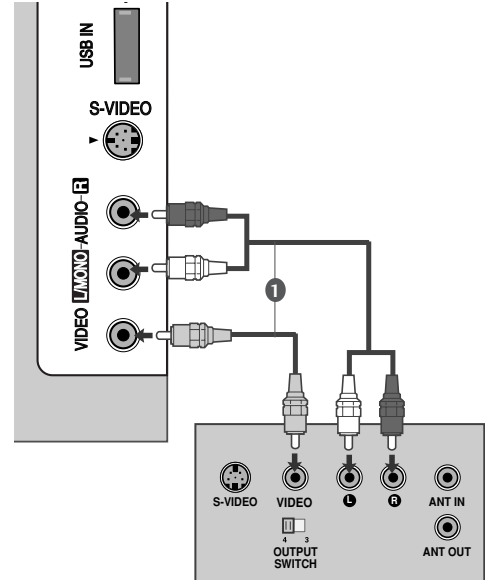 USB IN
S-VIDEO
VIDEO L/MONO-AUDIO-R
1
S-VIDEO
VIDEO
L
R
ANT IN
4 3
OUTPUT
SWITCH
ANT OUT